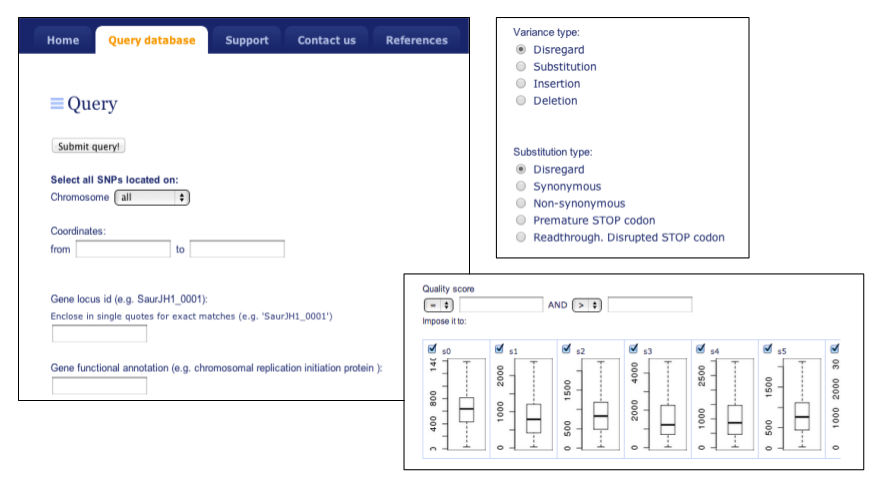 Home Query database Support Contact us References
Query
Submit query!
Select all SNPs located on:
Chromosome all
Coordinates:
from to
Gene locus id (e.g. SaurJH1_0001):
Enclose in single quotes for exact matches (e.g. 'SaurJH1_0001')
Gene functional annotation (e.g. chromosomal replication initiation protein ):
Variance type:
Disregard
Substitution
Insertion
Deletion
Substitution type:
Disregard
Synonymous
Non-synonymous
Premature STOP codon
Readthrough. Disrupted STOP codon
Quality score
= AND >
Impose it to:
s0 s1 s2 s3 s4 s5
0 400 800
0 1000 2000
0 500 1500
0 2000 4000
0 1000 2500
0 500 1500
0 1000 2000